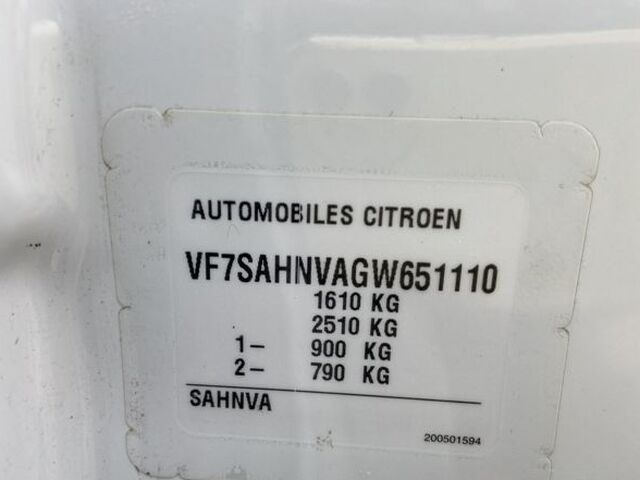 AUTOMOBILES CITROEN
VF7SAHNVAGW651110
1610 KG
2510 KG
1- 900 KG
2- 790 KG
SAHNVA
200501594